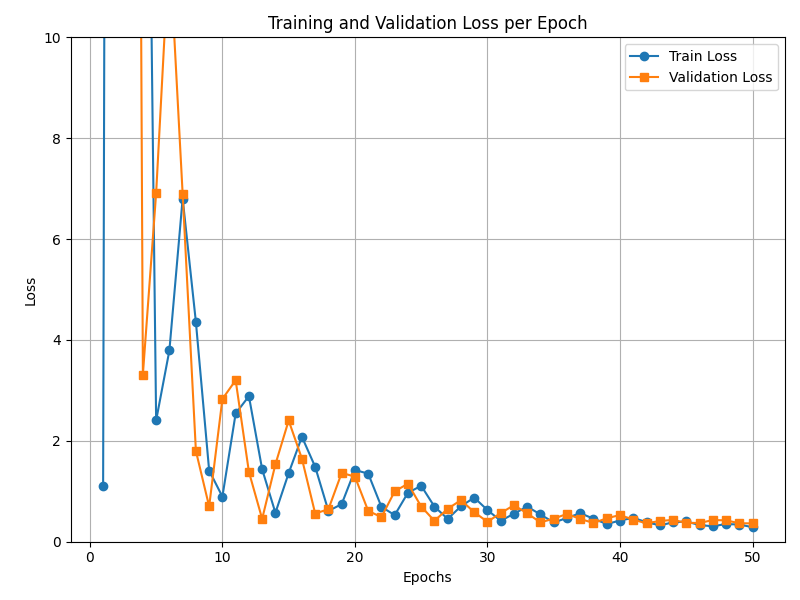 Training and Validation Loss per Epoch
Train Loss
Validation Loss
Loss
10
8
6
4
2
0
0 10 20 30 40 50
Epochs